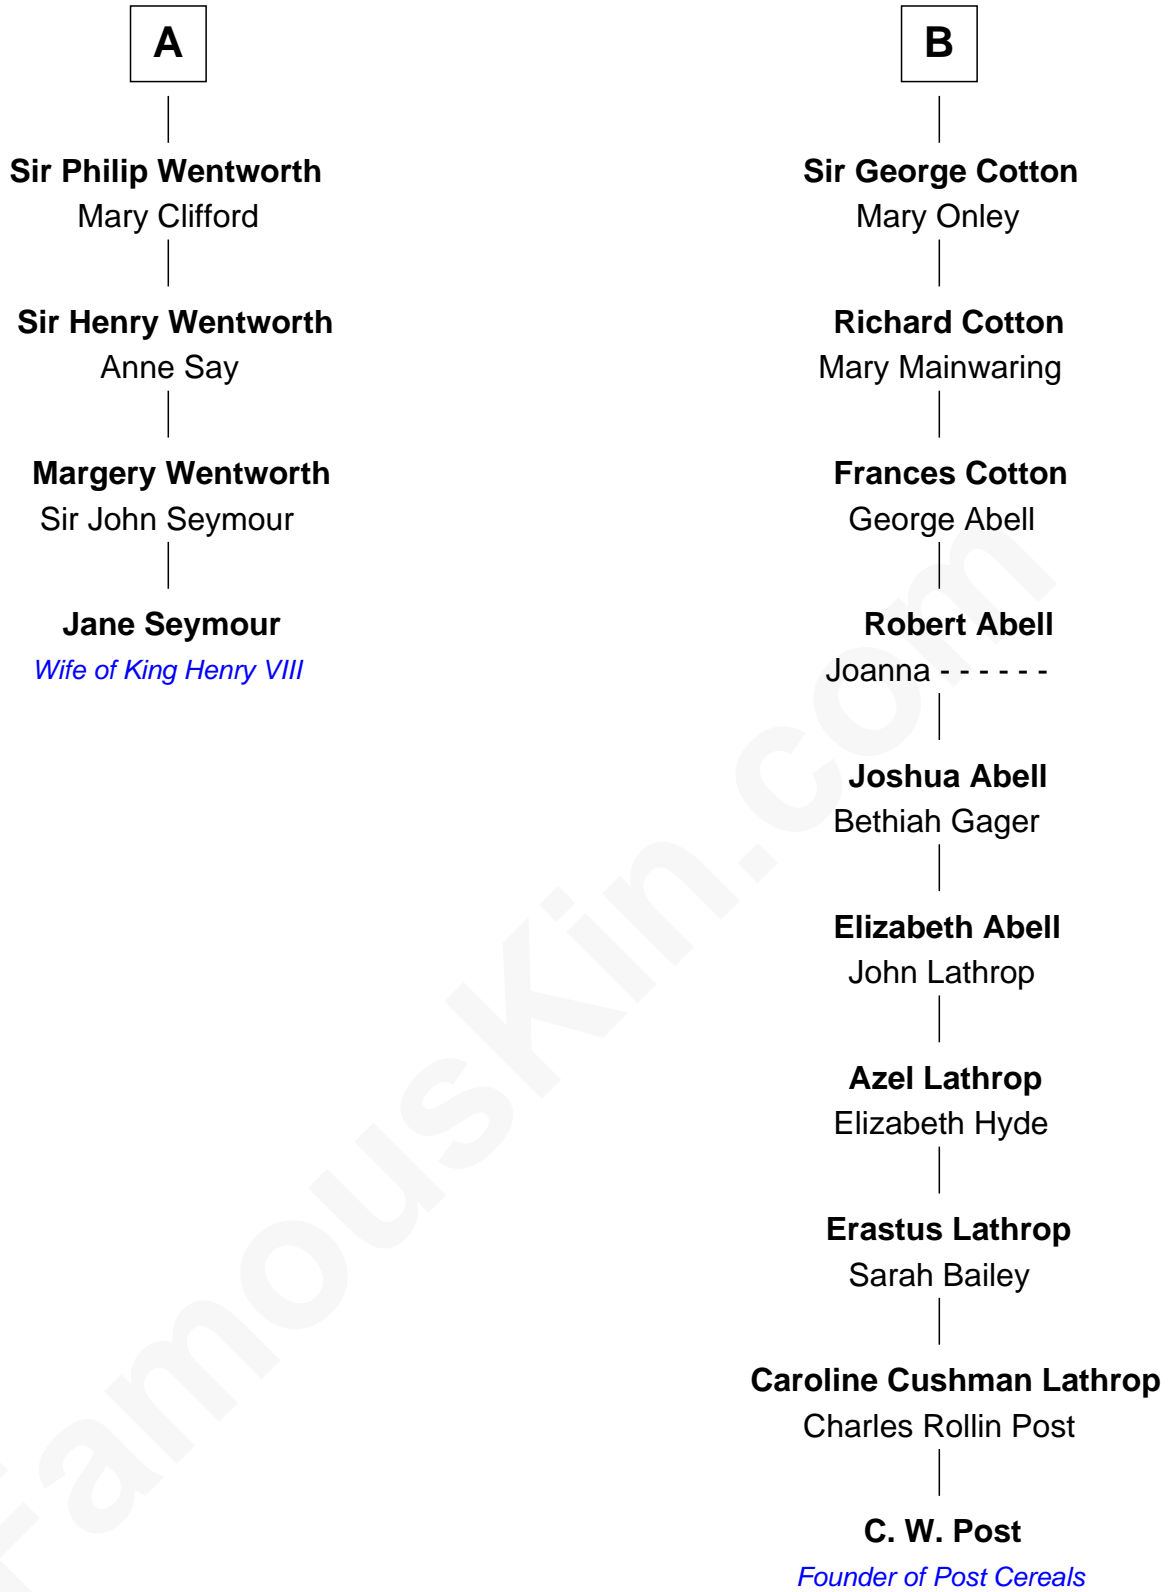 A
Sir Philip Wentworth
Mary Clifford
Sir Henry Wentworth
Anne Say
Margery Wentworth
Sir John Seymour
Jane Seymour
Wife of King Henry VIII
B
Sir George Cotton
Mary Onley
Richard Cotton
Mary Mainwaring
Frances Cotton
George Abell
Robert Abell
Joanna - - - - - -
Joshua Abell
Bethiah Gager
Elizabeth Abell
John Lathrop
Azel Lathrop
Elizabeth Hyde
Erastus Lathrop
Sarah Bailey
Caroline Cushman Lathrop
Charles Rollin Post
C. W. Post
Founder of Post Cereals
FamousKin.com